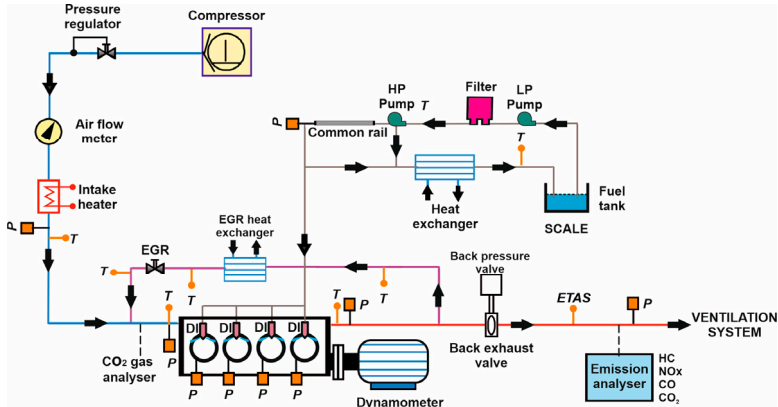 Pressure
regulator
Compressor
HP
Pump
T
Filter
LP
Pump
P
Common rail
T
Air flow
meter
Intake
heater
Heat
exchanger
Fuel
tank
SCALE
P
T
EGR heat
exchanger
EGR
T
T
T
Back pressure
valve
T
T
P
ETAS
P
VENTILATION
SYSTEM
DI
DI
DI
DI
P
CO2 gas
analyser
Back exhaust
valve
P
P
P
P
Dynamometer
Emission
analyser
HC
NOx
CO
CO2